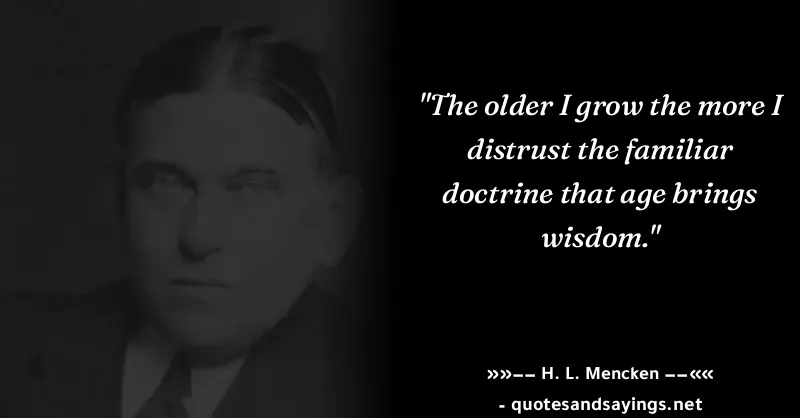 "The older I grow the more I
distrust the familiar
doctrine that age brings
wisdom."
»»–– H. L. Mencken ––««
- quotesandsayings.net